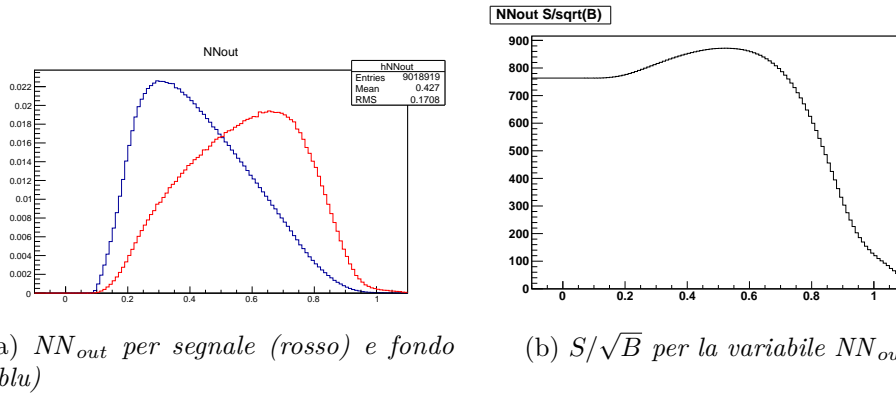 NNout
hNNout
Entries 9018919
Mean 0.427
RMS 0.1708
0.022
0.02
0.018
0.016
0.014
0.012
0.01
0.008
0.006
0.004
0.002
0
0 0.2 0.4 0.6 0.8 1
NNout S/sqrt(B)
900
800
700
600
500
400
300
200
100
0
0 0.2 0.4 0.6 0.8 1
a) NNout per segnale (rosso) e fondo
blu)
(b) S/√B per la variabile NNou